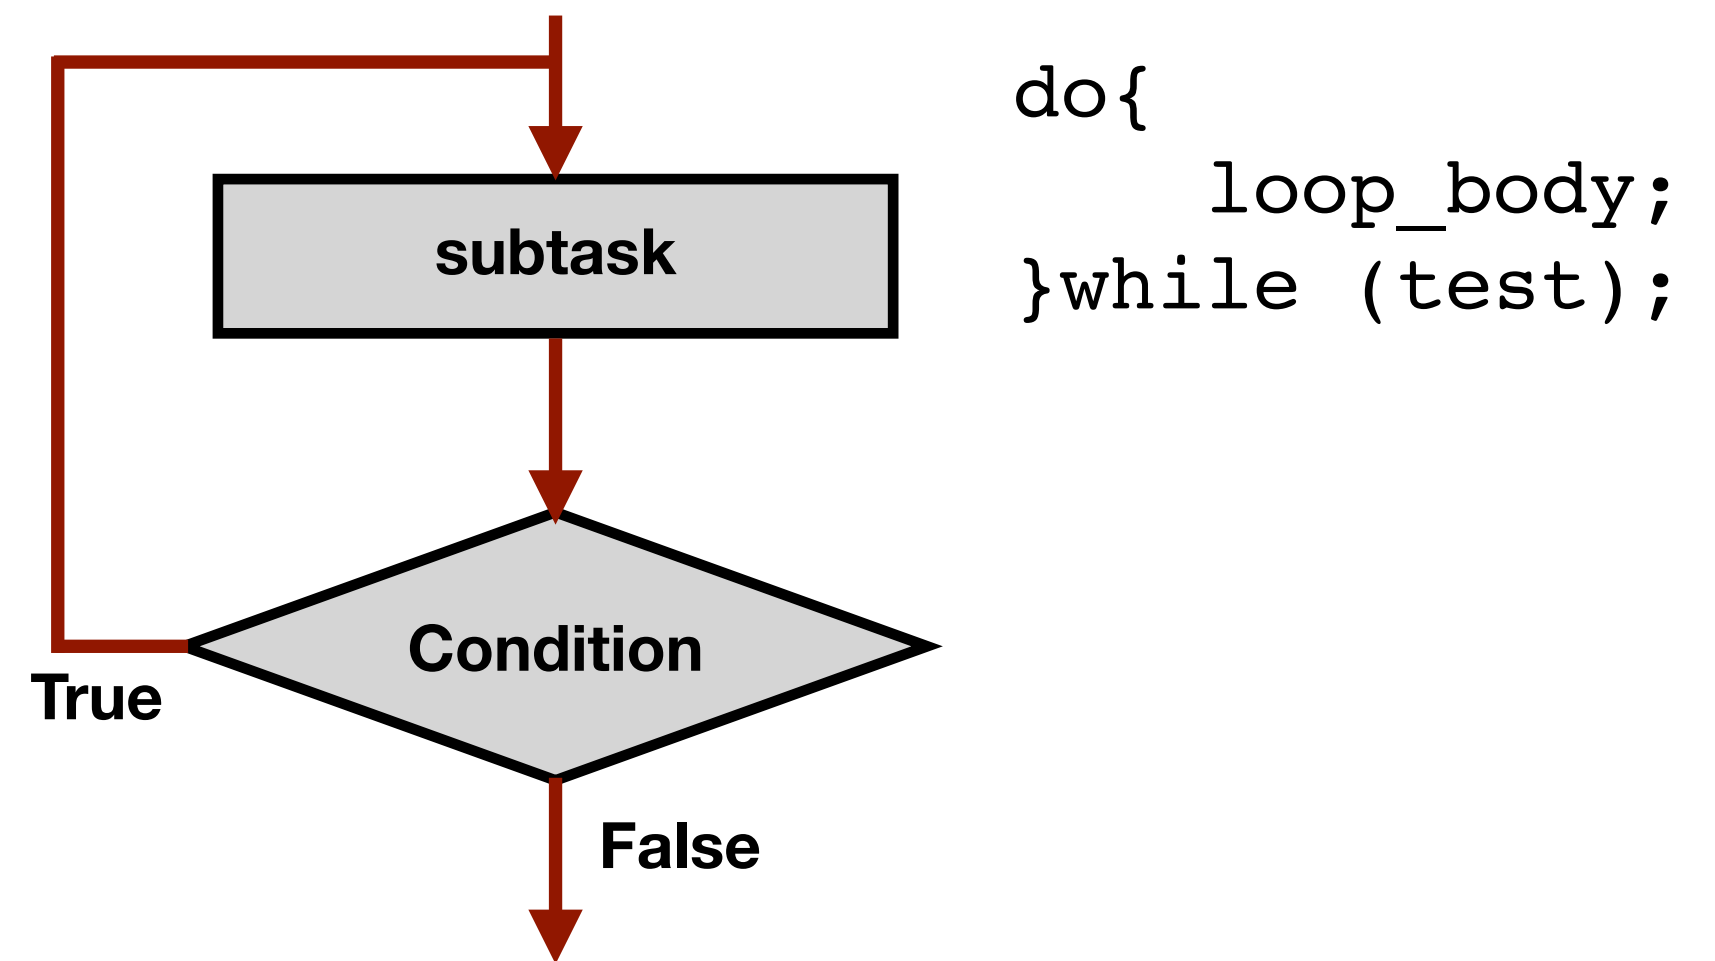 do{
loop_body;
}while (test);
subtask
Condition
True
False